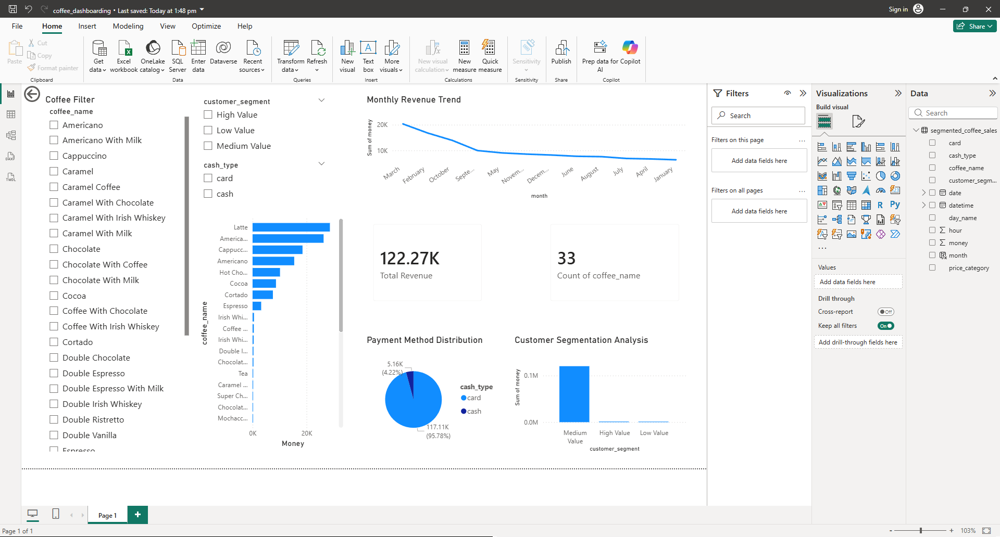 coffee_dashboarding • Last saved: Today at 1:48 pm
Sign in
File
Home
Insert
Modeling
View
Optimize
Help
Share
Paste
Cut
Copy
Format painter
Clipboard
Get data
Excel workbook
OneLake catalog
SQL Server
Enter data
Dataverse
Recent sources
Data
Transform data
Refresh
Queries
New visual
Text box
More visuals
Insert
New visual calculation
New measure
Quick measure
Calculations
Sensitivity
Sensitivity
Publish
Share
Prep data for AI
Copilot
Copilot
Coffee Filter
coffee_name
Americano
Americano With Milk
Cappuccino
Caramel
Caramel Coffee
Caramel With Chocolate
Caramel With Irish Whiskey
Caramel With Milk
Chocolate
Chocolate With Coffee
Chocolate With Milk
Cocoa
Coffee With Chocolate
Coffee With Irish Whiskey
Cortado
Double Chocolate
Double Espresso
Double Espresso With Milk
Double Irish Whiskey
Double Ristretto
Double Vanilla
Espresso
customer_segment
High Value
Low Value
Medium Value
cash_type
card
cash
coffee_name
Latte
America...
Cappucc...
Americano
Hot Cho...
Cocoa
Cortado
Espresso
Irish Whi...
Coffee ...
Irish Whi...
Double I...
Chocolat...
Tea
Caramel ...
Super Ch...
Chocolat...
Mochacc...
0K
20K
Money
Monthly Revenue Trend
Sum of money
20K
10K
March
February
October
Septe...
May
Novem...
Decem...
June
August
July
April
January
month
122.27K
Total Revenue
33
Count of coffee_name
Payment Method Distribution
5.16K
(4.22%)
117.11K
(95.78%)
cash_type
card
cash
Customer Segmentation Analysis
Sum of money
0.1M
0.0M
Medium Value
High Value
Low Value
customer_segment
Filters
Search
Filters on this page
...
Add data fields here
Filters on all pages
...
Add data fields here
Visualizations
Build visual
123
R
Py
...
Values
Add data fields here
Drill through
Cross-report
Off
Keep all filters
On
Add drill-through fields here
Data
Search
segmented_coffee_sales
card
cash_type
coffee_name
customer_segm...
date
datetime
day_name
hour
money
month
price_category
DAX
TMDL
Page 1
+
Page 1 of 1
-
+
103%